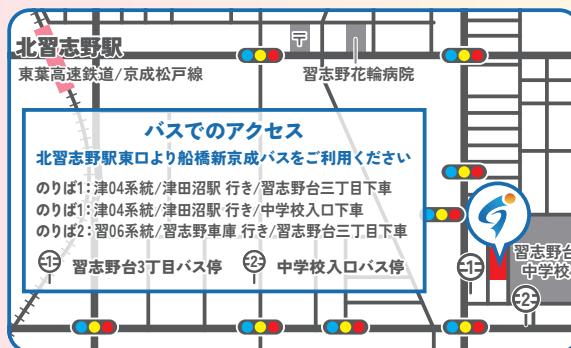 北習志野駅
東葉高速鉄道/京成松戸線
〒
習志野花輪病院
バスでのアクセス
北習志野駅東口より船橋新京成バスをご利用ください
のりば1:津04系統/津田沼駅 行き/習志野台三丁目下車
のりば1:津04系統/津田沼駅 行き/中学校入口下車
のりば2:習06系統/習志野車庫 行き/習志野台三丁目下車
1 習志野台3丁目バス停 2 中学校入口バス停
1
習志野台
中学校
2